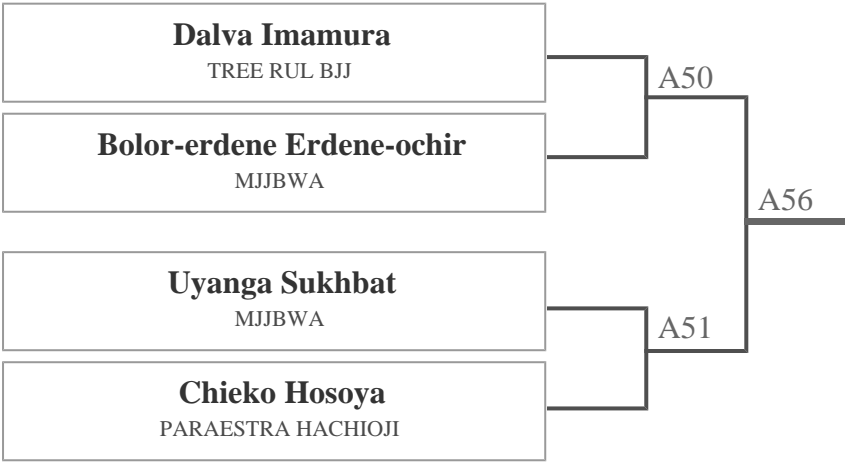 Dalva Imamura
TREE RUL BJJ
A50
Bolor-erdene Erdene-ochir
MJJBWA
A56
Uyanga Sukhbat
MJJBWA
A51
Chieko Hosoya
PARAESTRA HACHIOJI